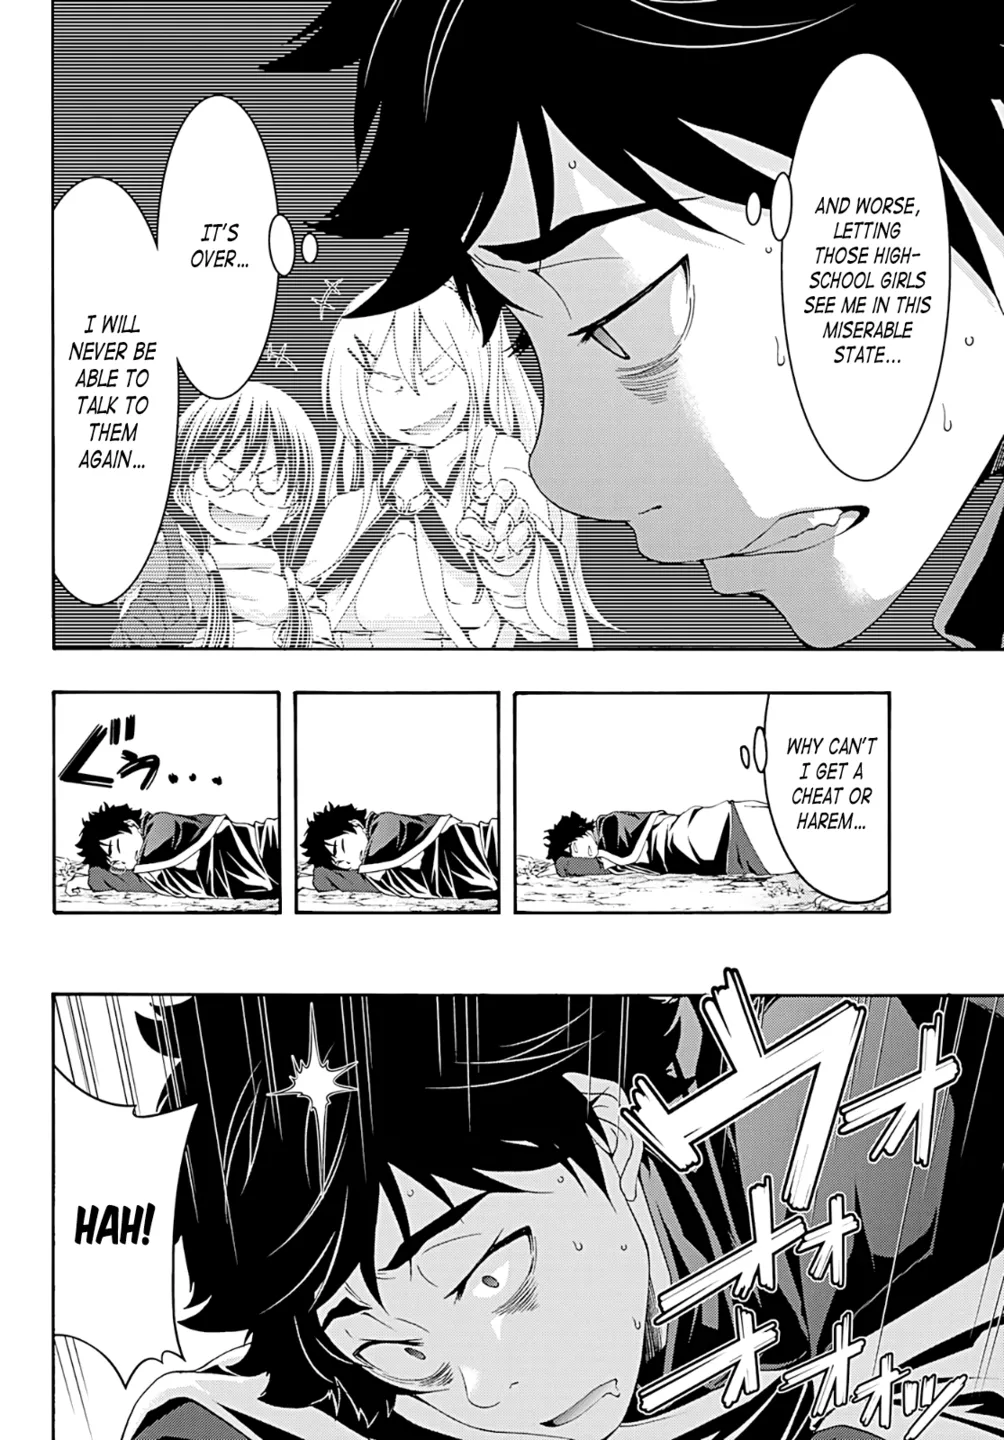 AND WORSE,
LETTING
THOSE HIGH-
SCHOOL GIRLS
SEE ME IN THIS
MISERABLE
STATE...
IT'S
OVER...
I WILL
NEVER BE
ABLE TO
TALK TO
THEM
AGAIN...
WHY CAN'T
I GET A
CHEAT OR
HAREM...
ぐぅ...
ワオオオオッ
HAH!